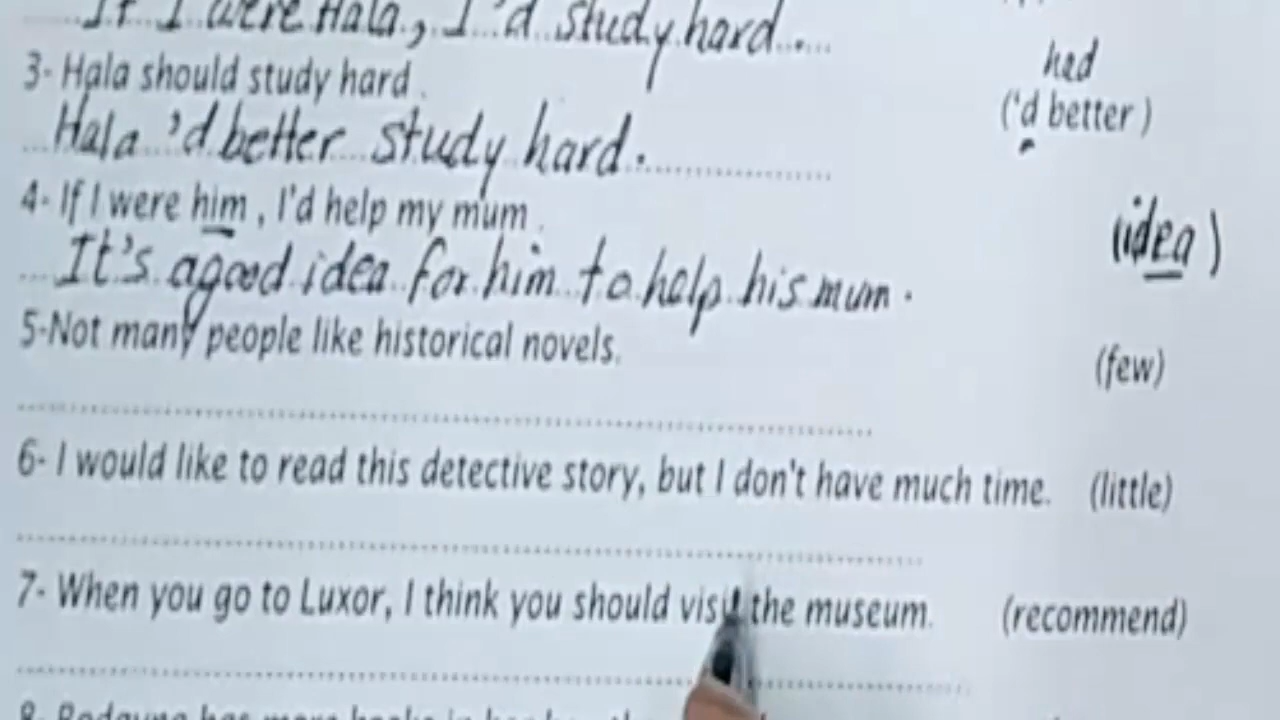 If I were Hala, I'd study hard.
3- Hala should study hard.
had
('d better)
Hala 'd better study hard.
4- If I were him, I'd help my mum.
(idea)
It's a good idea for him to help his mum.
5-Not many people like historical novels.
(few)
6- I would like to read this detective story, but I don't have much time. (little)
7- When you go to Luxor, I think you should visit the museum. (recommend)